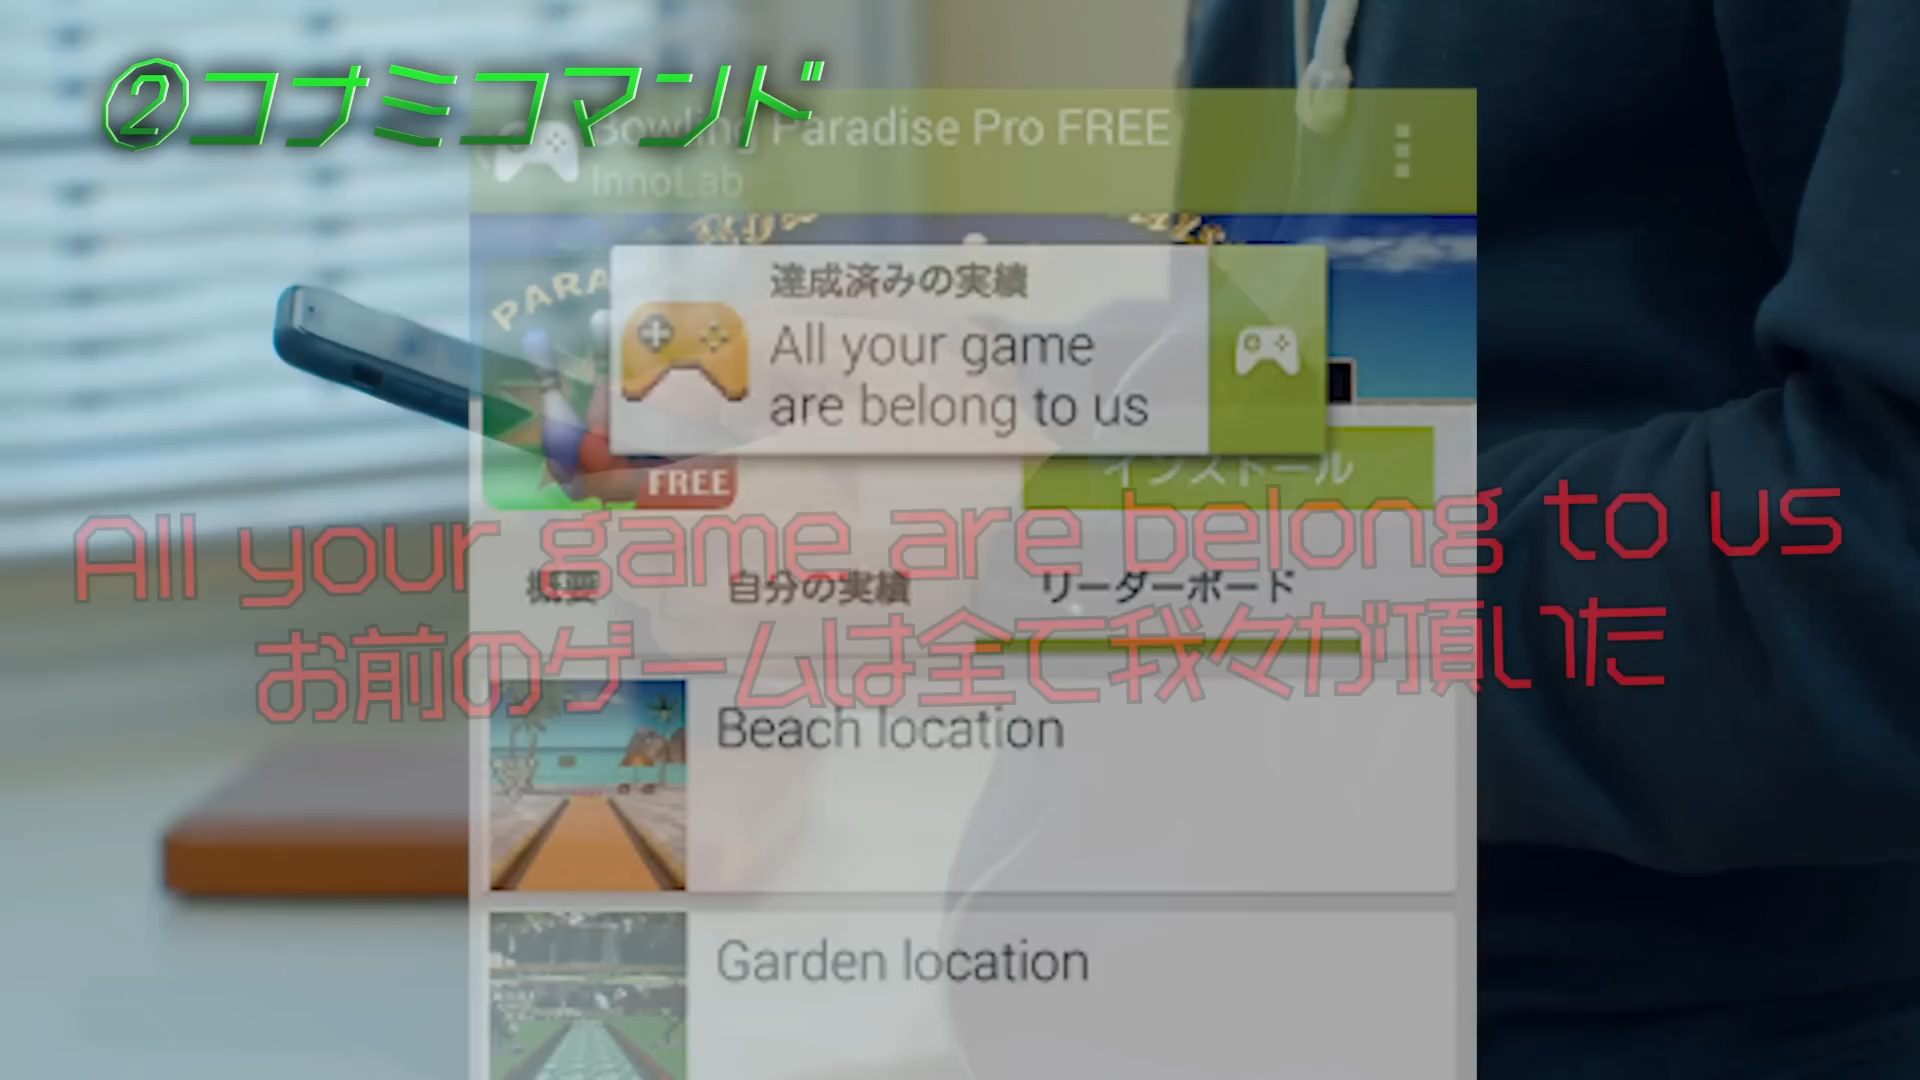 ②コナミコマンド
Bowling Paradise Pro FREE
InnoLab
PARA
達成済みの実績
All your game
are belong to us
FREE
インストール
All your game are belong to us
概要
自分の実績
リーダーボード
お前のゲームは全て我々が頂いた
Beach location
Garden location